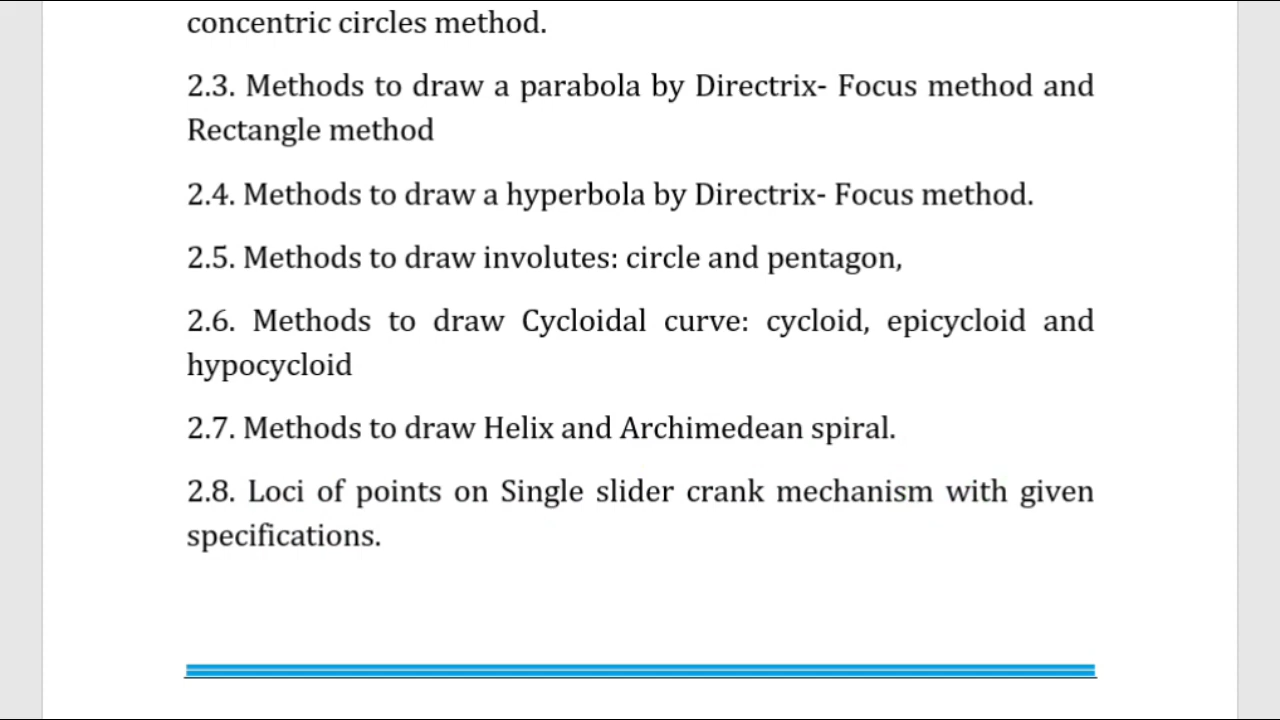 concentric circles method.
2.3. Methods to draw a parabola by Directrix- Focus method and
Rectangle method
2.4. Methods to draw a hyperbola by Directrix- Focus method.
2.5. Methods to draw involutes: circle and pentagon,
2.6. Methods to draw Cycloidal curve: cycloid, epicycloid and
hypocycloid
2.7. Methods to draw Helix and Archimedean spiral.
2.8. Loci of points on Single slider crank mechanism with given
specifications.